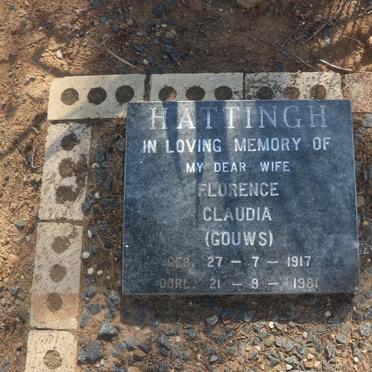 HATTINGH
IN LOVING MEMORY OF
MY DEAR WIFE
FLORENCE
CLAUDIA
(GOUWS)
GEB. 27 – 7 – 1917
OORL. 21 – 9 – 1981